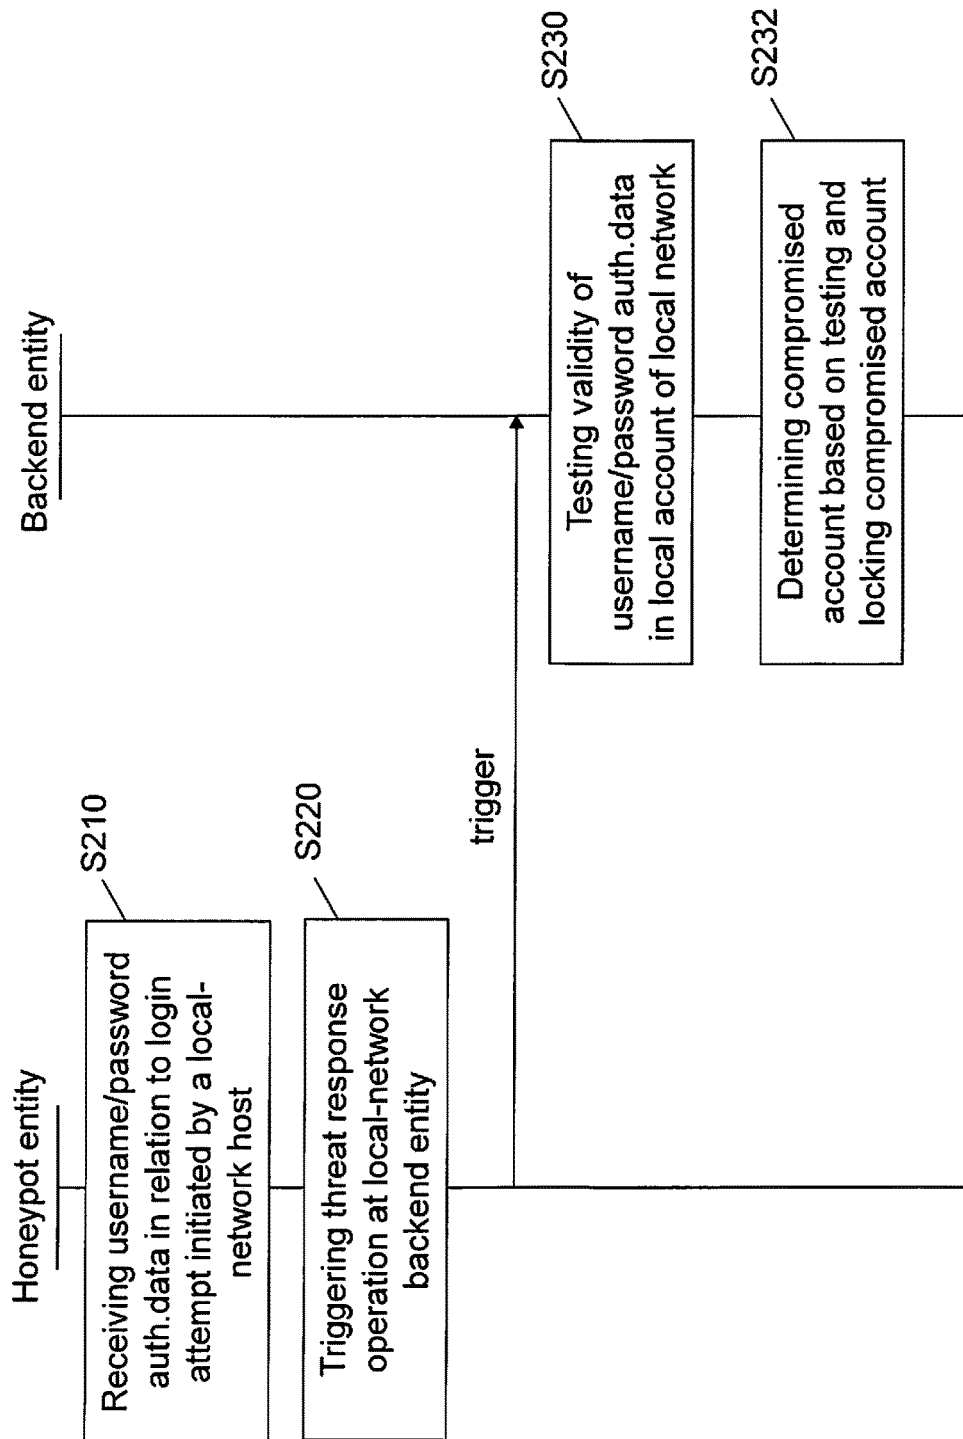 Honeypot entity
Backend entity
Receiving username/password
auth.data in relation to login
attempt initiated by a local-
network host
S210
Triggering threat response
operation at local-network
backend entity
S220
trigger
Testing validity of
username/password auth.data
in local account of local network
S230
Determining compromised
account based on testing and
locking compromised account
S232